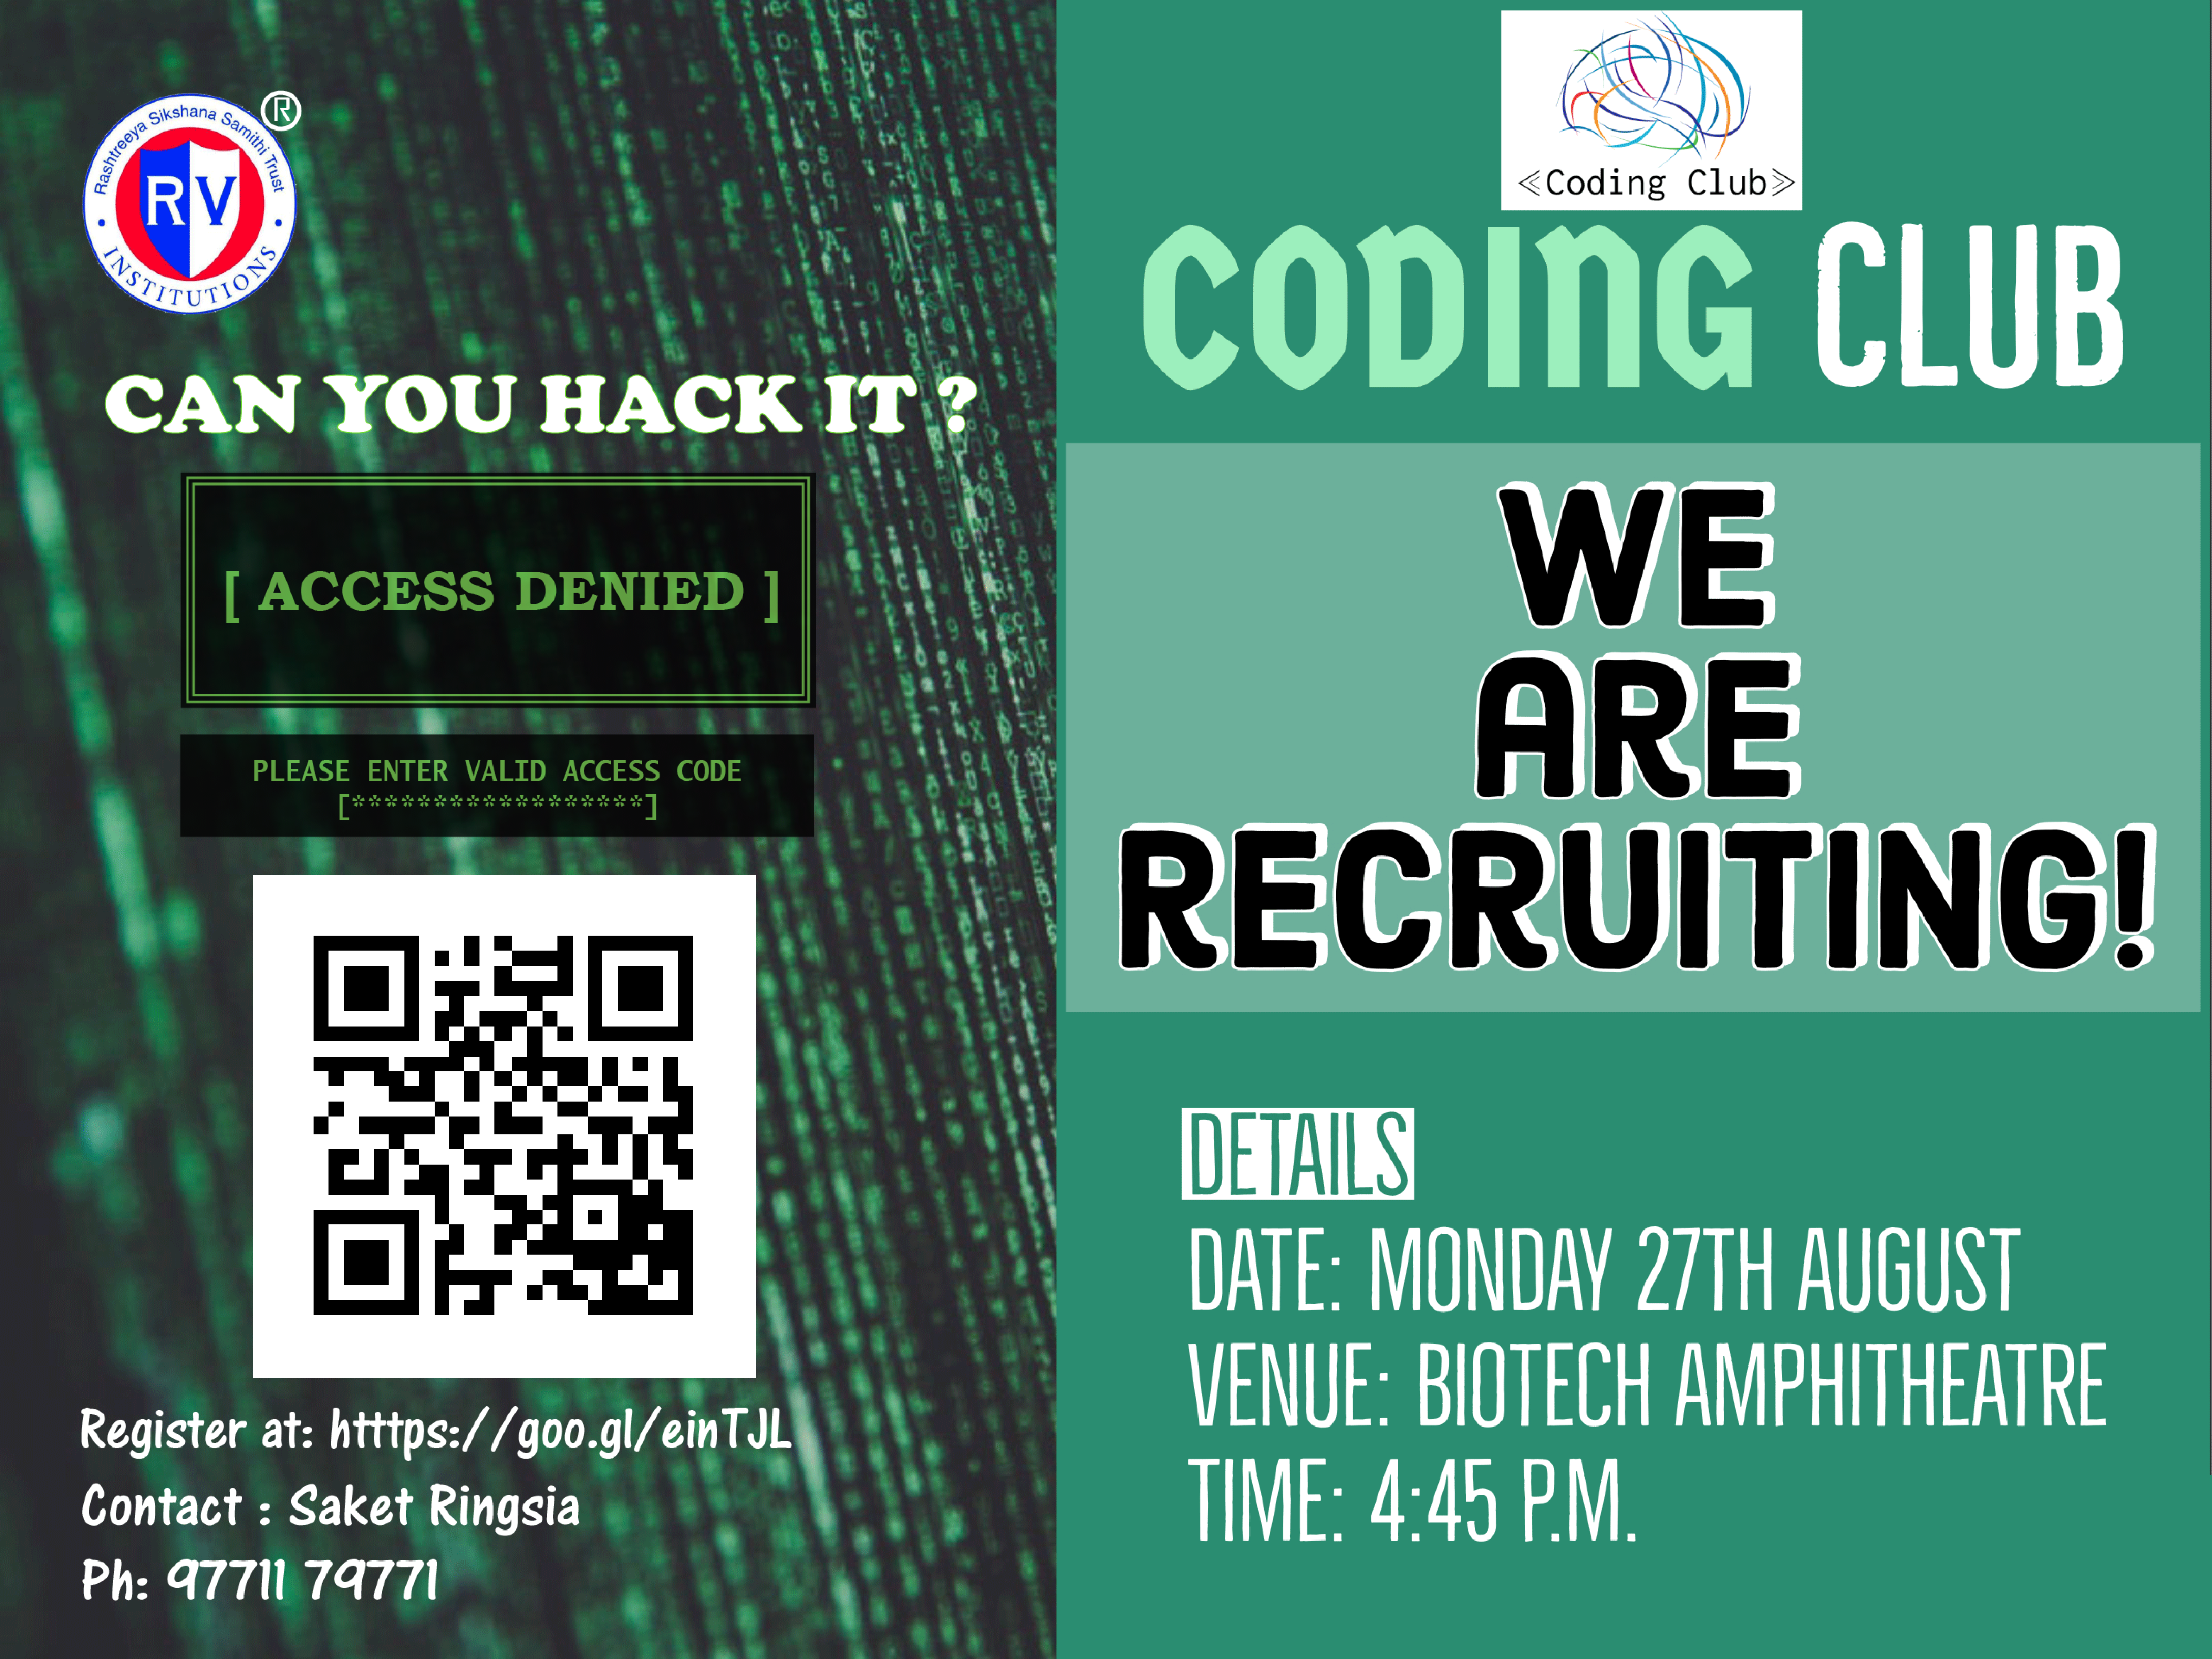 Rashtreeya Sikshana Samithi Trust
®
RV
INSTITUTIONS
CAN YOU HACK IT ?
[ ACCESS DENIED ]
PLEASE ENTER VALID ACCESS CODE
[******************]
Register at: htttps://goo.gl/einTJL
Contact : Saket Ringsia
Ph: 97711 79771
<Coding Club>
CODING CLUB
WE
ARE
RECRUITING!
DETAILS
DATE: MONDAY 27TH AUGUST
VENUE: BIOTECH AMPHITHEATRE
TIME: 4:45 P.M.